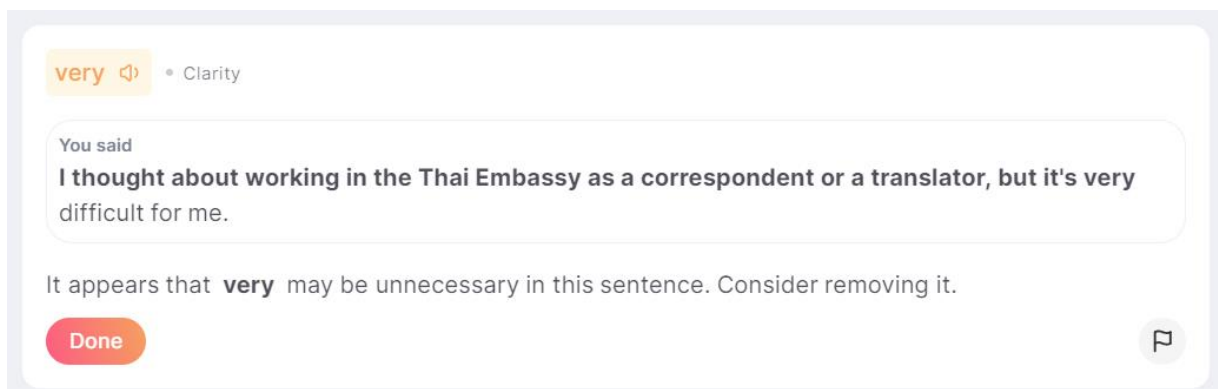 very • Clarity
You said
I thought about working in the Thai Embassy as a correspondent or a translator, but it's very
difficult for me.
It appears that very may be unnecessary in this sentence. Consider removing it.
Done